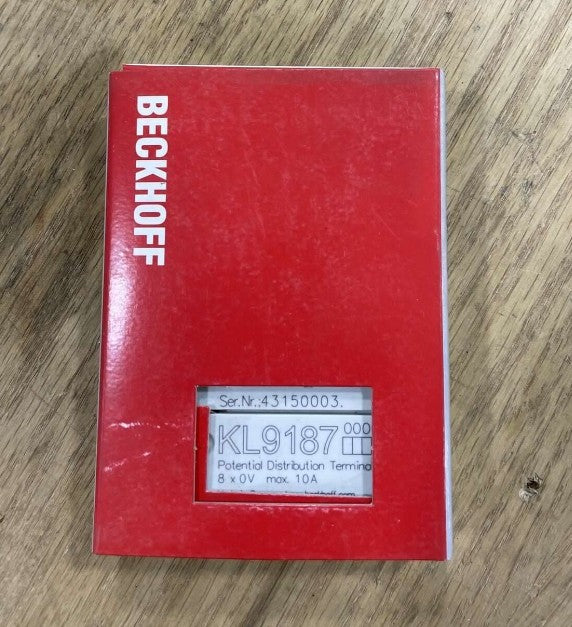 BECKHOFF
Ser.Nr.:43150003.
KL9187 000
Potential Distribution Termina
8 x 0V max. 10A